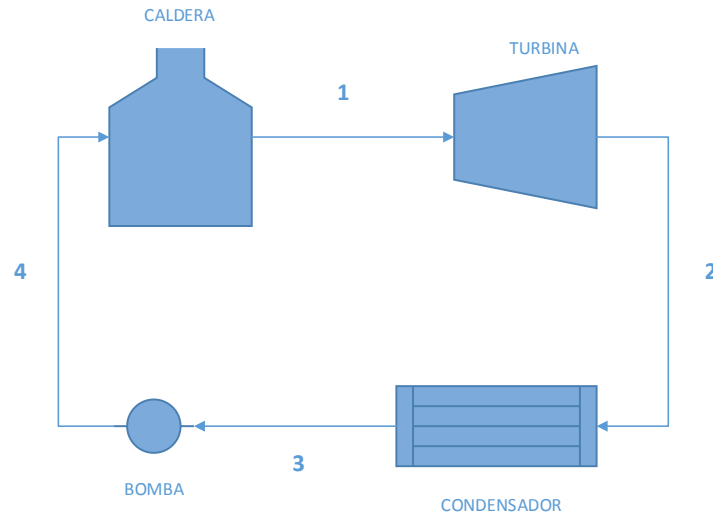 CALDERA
TURBINA
1
4
2
3
BOMBA
CONDENSADOR